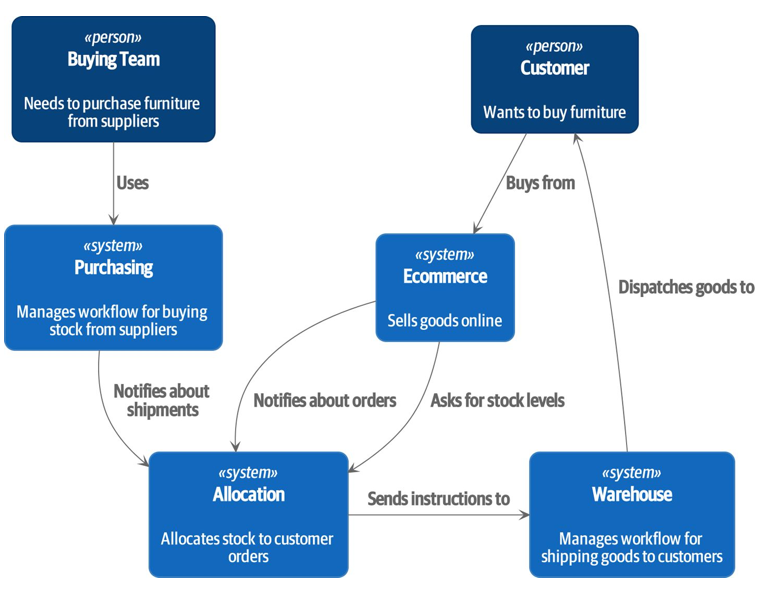 «person»
Buying Team
Needs to purchase furniture
from suppliers
«person»
Customer
Wants to buy furniture
Uses
Buys from
«system»
Purchasing
Manages workflow for buying
stock from suppliers
«system»
Ecommerce
Sells goods online
Dispatches goods to
Notifies about
shipments
Notifies about orders
Asks for stock levels
«system»
Allocation
Allocates stock to customer
orders
Sends instructions to
«system»
Warehouse
Manages workflow for
shipping goods to customers